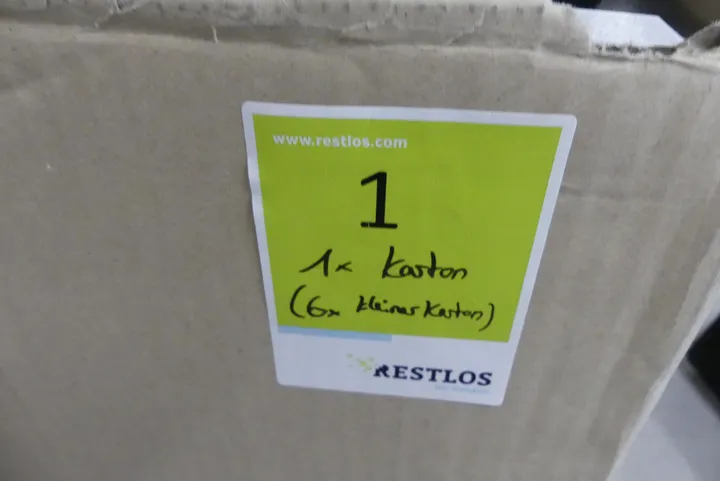 www.restlos.com
1
1x Karton
(6x kleiner Karton)
RESTLOS